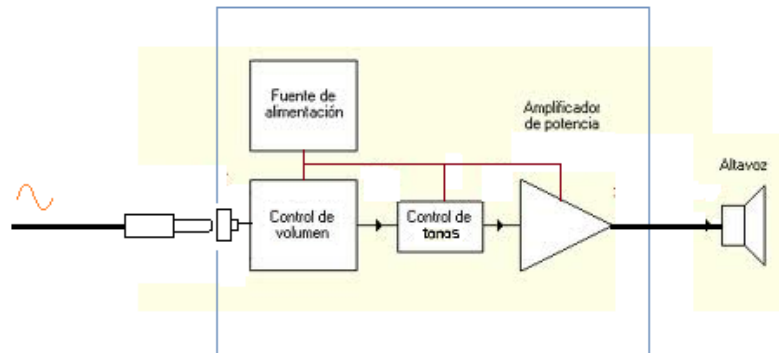 Fuente de
alimentación
Amplificador
de potencia
Altavoz
Control de
volumen
Control de
tonos